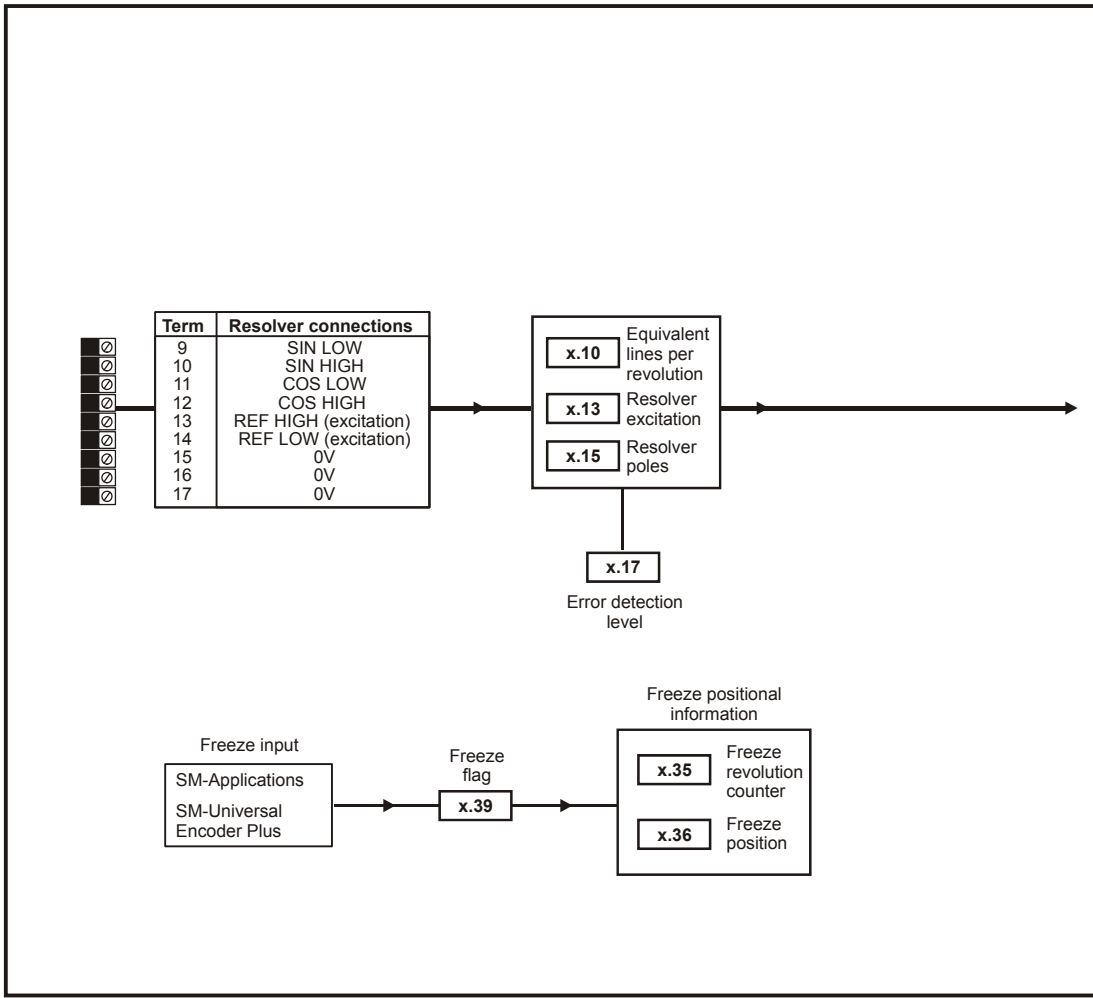 Term Resolver connections
9 SIN LOW
10 SIN HIGH
11 COS LOW
12 COS HIGH
13 REF HIGH (excitation)
14 REF LOW (excitation)
15 0V
16 0V
17 0V
x.10
Equivalent
lines per
revolution
x.13
Resolver
excitation
x.15
Resolver
poles
x.17
Error detection
level
Freeze input
SM-Applications
SM-Universal
Encoder Plus
Freeze
flag
x.39
Freeze positional
information
x.35
Freeze
revolution
counter
x.36
Freeze
position